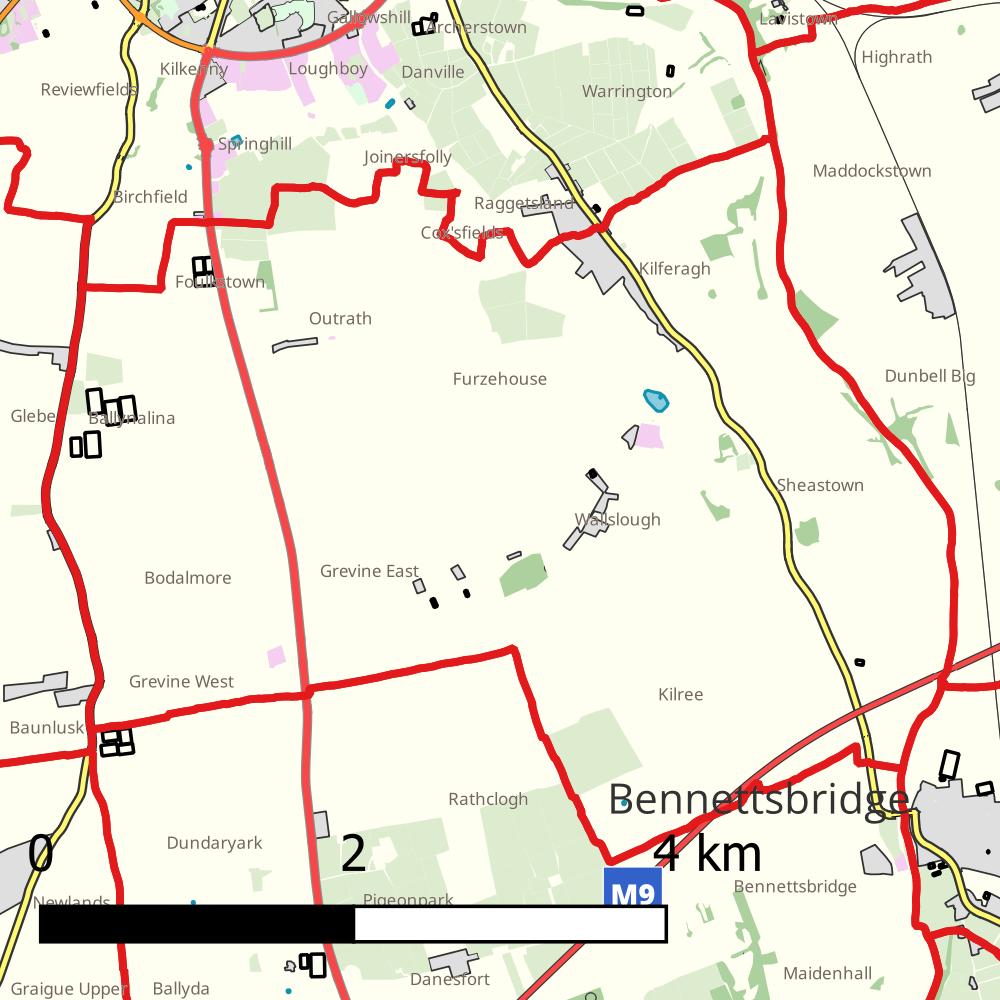 Gallowshill
Lavistown
Archerstown
Highrath
Kilkenny
Loughboy
Danville
Reviewfields
Warrington
Springhill
Joinersfolly
Maddockstown
Birchfield
Raggetsland
Cox'sfields
Kilferagh
Foulkstown
Outrath
Furzehouse
Dunbell Big
Glebe
Ballynalina
Sheastown
Wallslough
Grevine East
Bodalmore
Grevine West
Kilree
Baunlusk
Rathclogh
Bennettsbridge
Dundaryark
0 2 4 km
Bennettsbridge
M9
Newlands
Pigeonpark
Maidenhall
Danesfort
Graigue Upper
Ballyda